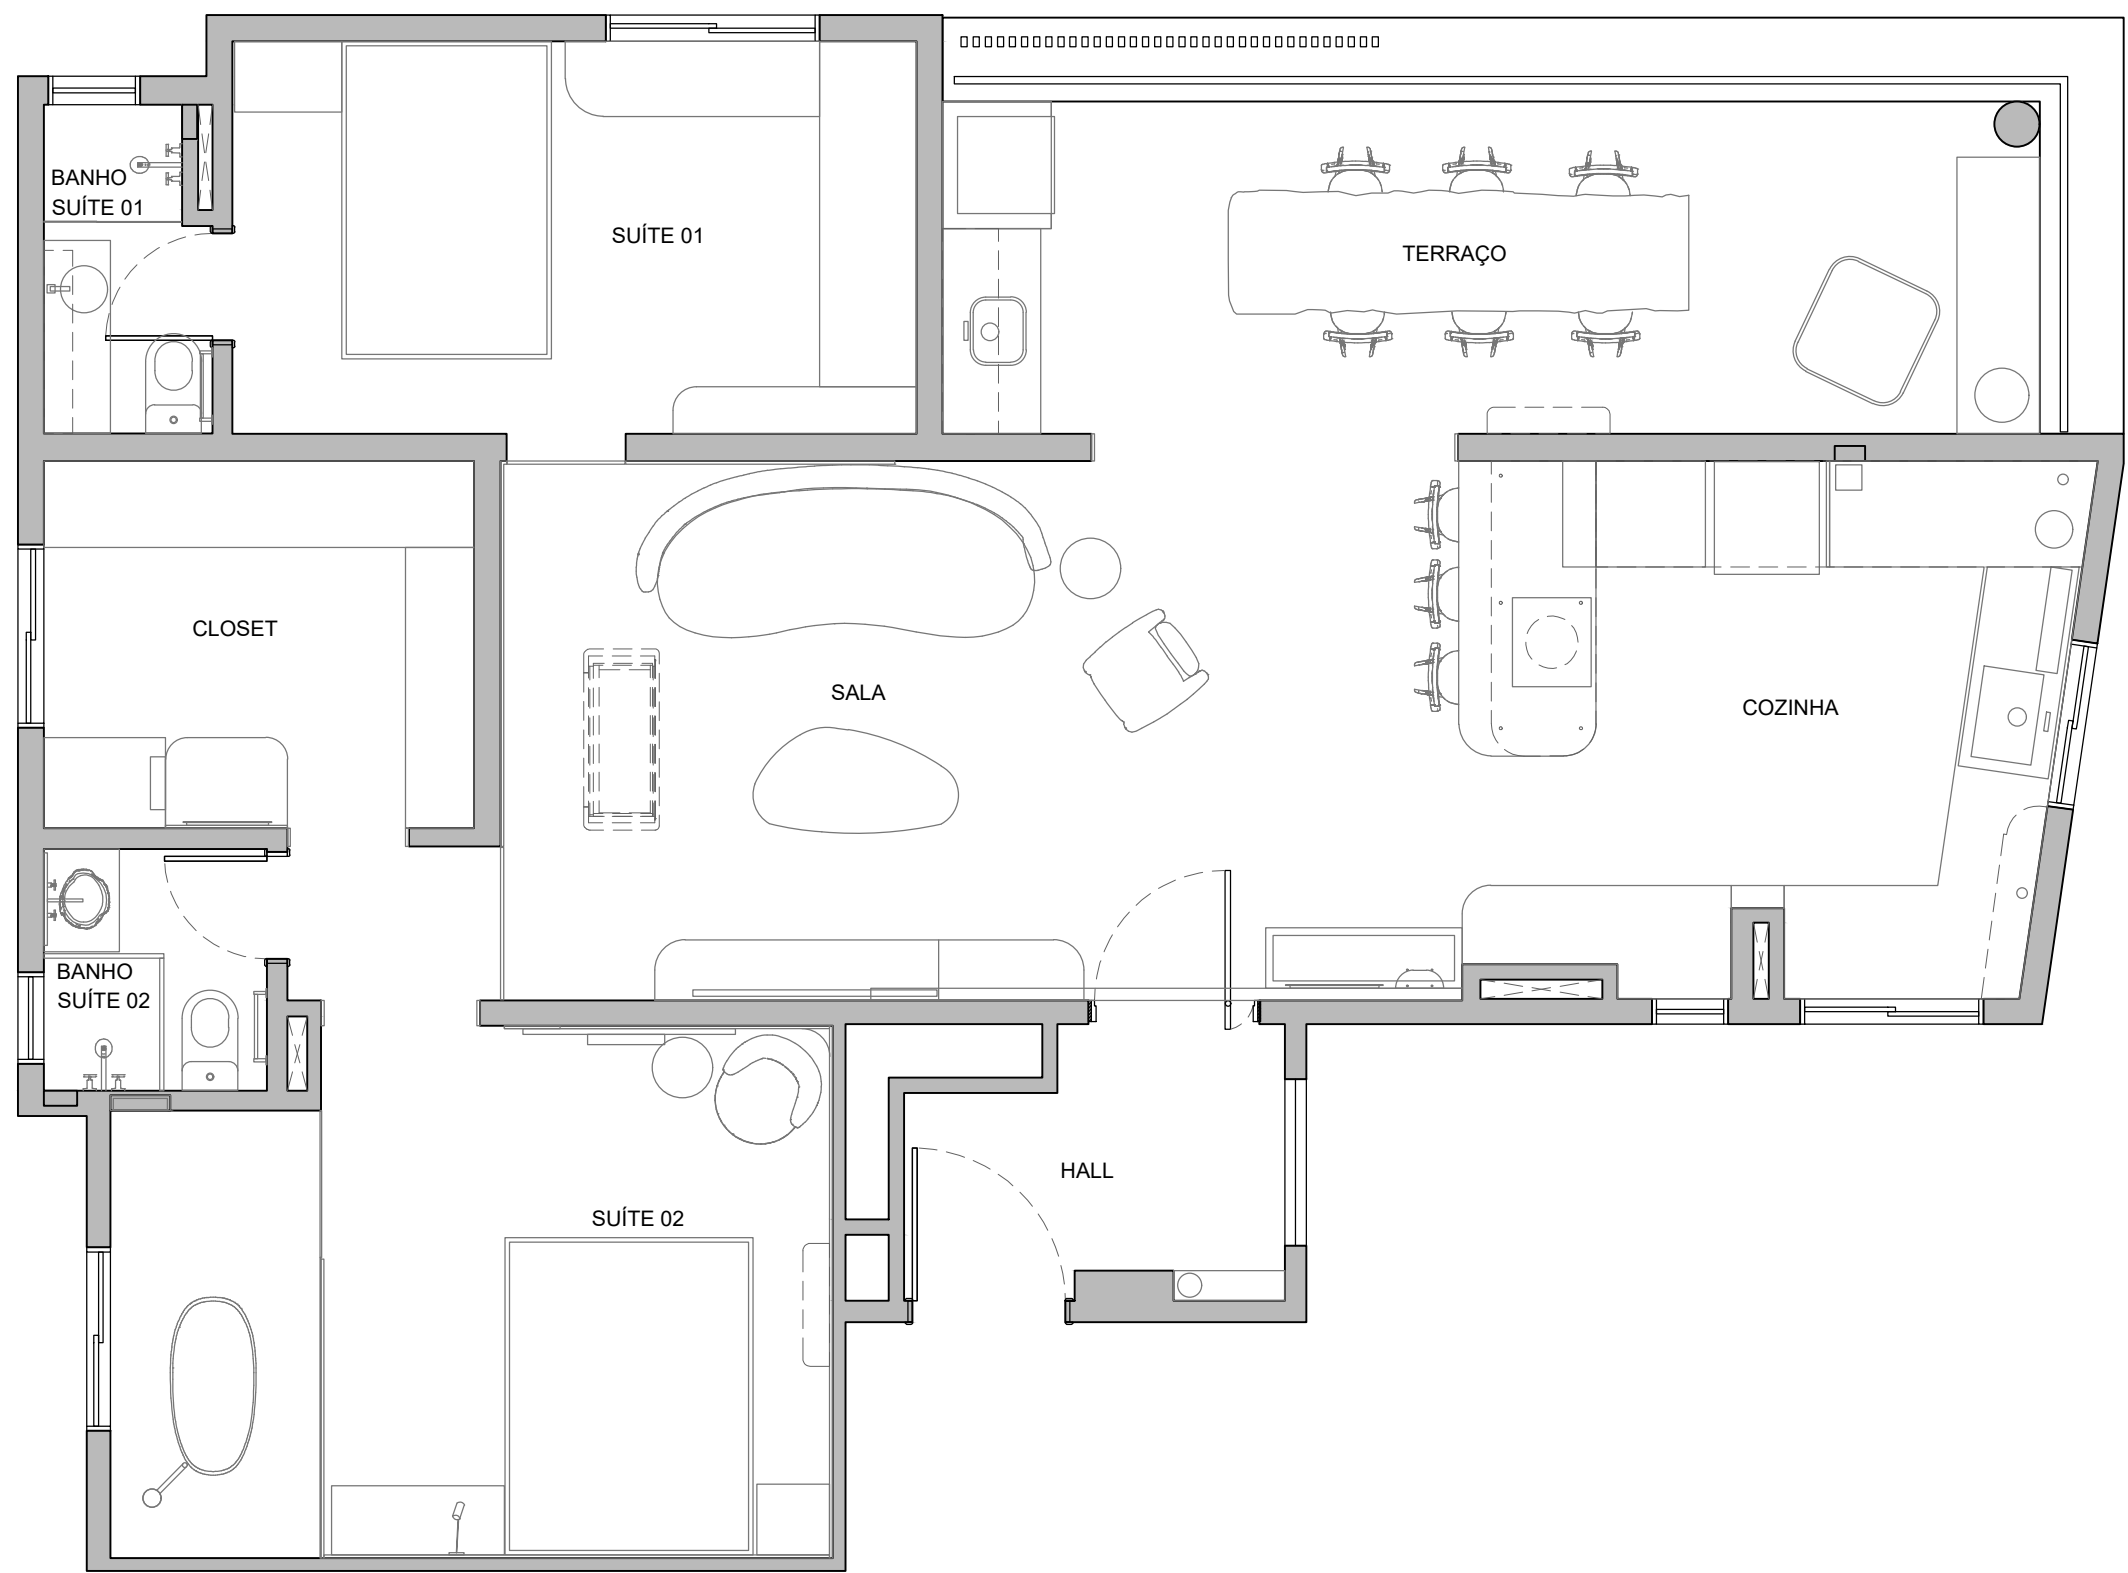 BANHO
SUÍTE 01
SUÍTE 01
TERRAÇO
CLOSET
SALA
COZINHA
BANHO
SUÍTE 02
HALL
SUÍTE 02